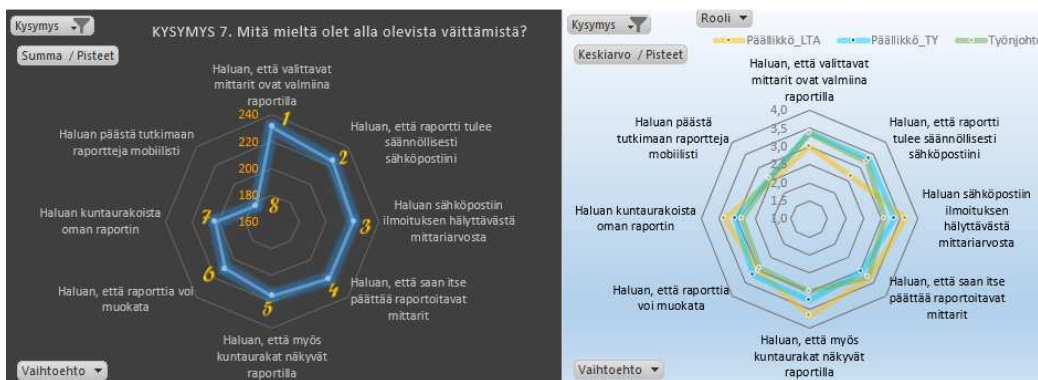 Kysymys
KYSYMYS 7. Mitä mieltä olet alla olevista väittämistä?
Summa / Pisteet
Haluan, että valittavat
mittarit ovat valmiina
raportilla
Haluan, että raportti tulee
säännöllisesti
sähköpostiini
Haluan sähköpostiin
ilmoituksen hälyttävästä
mittariarvosta
Haluan, että saan itse
päättää raportoitavat
mittarit
Haluan, että myös
kuntaurakat näkyvät
raportilla
Haluan, että raporttia voi
muokata
Haluan kuntaurakoista
oman raportin
Haluan päästä tutkimaan
raportteja mobiilisti
240
220
200
180
160
1
2
3
4
5
6
7
8
Vaihtoehto
Kysymys
Rooli
Päällikkö_LTA
Päällikkö_TY
Työnjohto
Keskiarvo / Pisteet
Haluan, että valittavat
mittarit ovat valmiina
raportilla
Haluan, että raportti
tulee säännöllisesti
sähköpostiini
Haluan sähköpostiin
ilmoituksen
hälyttävästä
mittariarvosta
Haluan, että saan itse
päättää raportoitavat
mittarit
Haluan, että myös
kuntaurakat näkyvät
raportilla
Haluan, että raporttia
voi muokata
Haluan kuntaurakoista
oman raportin
Haluan päästä
tutkimaan raportteja
mobiilisti
4,0
3,5
3,0
2,5
2,0
1,5
1,0
Vaihtoehto